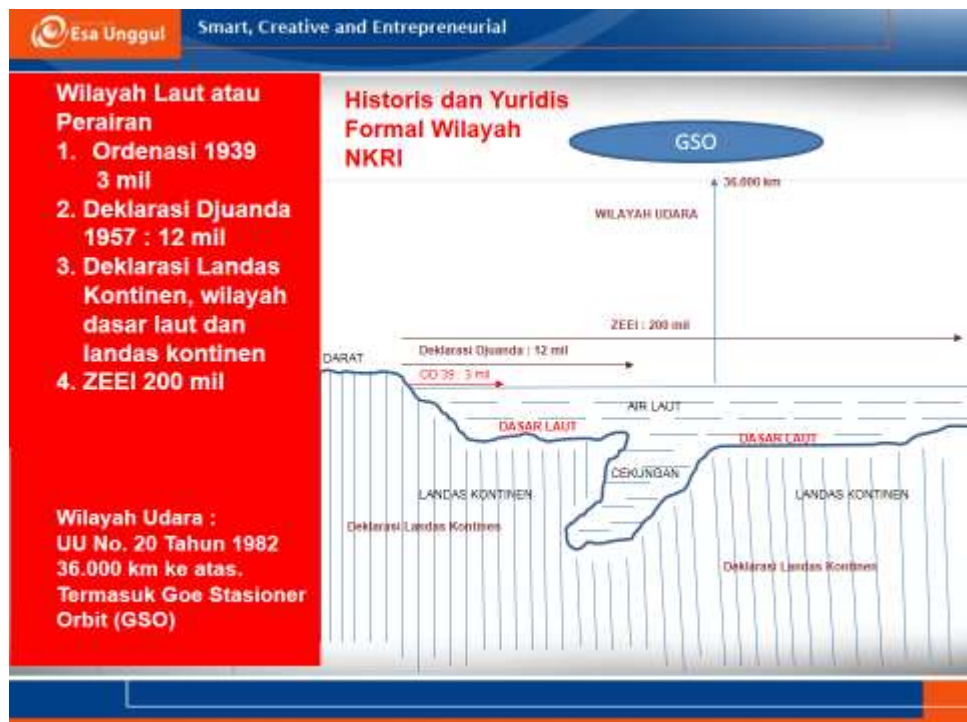 Esa Unggul
Smart, Creative and Entrepreneurial
Wilayah Laut atau
Perairan
1. Ordenasi 1939
3 mil
2. Deklarasi Djuanda
1957 : 12 mil
3. Deklarasi Landas
Kontinen, wilayah
dasar laut dan
landas kontinen
4. ZEEI 200 mil
Wilayah Udara :
UU No. 20 Tahun 1982
36.000 km ke atas.
Termasuk Goe Stasioner
Orbit (GSO)
Historis dan Yuridis
Formal Wilayah
NKRI
GSO
36.000 km
WILAYAH UDARA
ZEEI : 200 mil
Deklarasi Djuanda : 12 mil
DARAT
OD 39 : 3 mil
AIR LAUT
DASAR LAUT
DASAR LAUT
CEKUNGAN
LANDAS KONTINEN
LANDAS KONTINEN
Deklarasi Landas Kontinen
Deklarasi Landas Kontinen